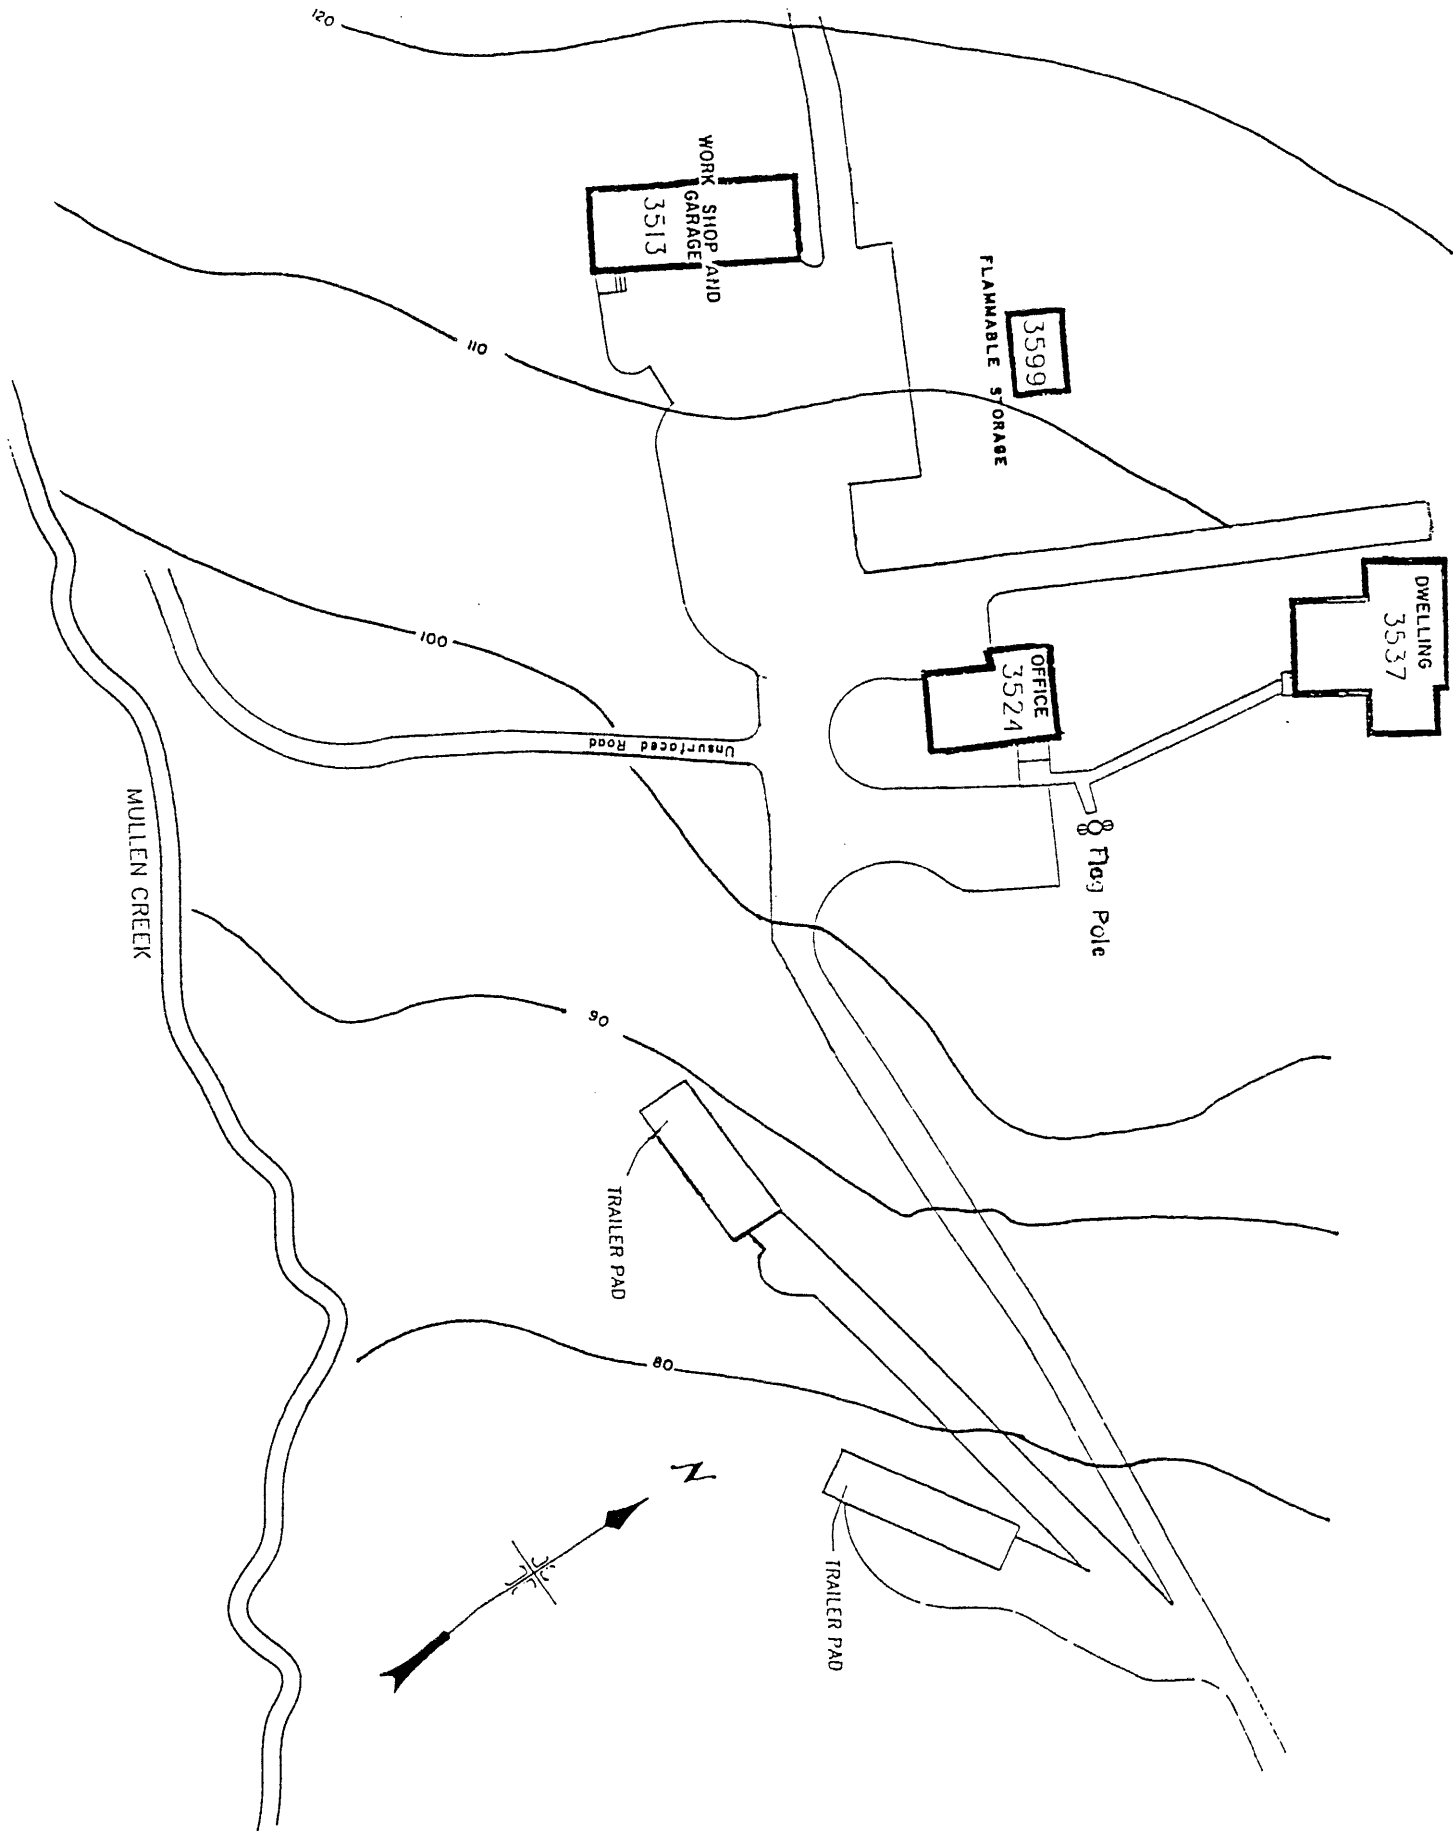 120
WORK SHOP AND
GARAGE
3513
FLAMMABLE STORAGE
3599
110
DWELLING
3537
OFFICE
3524
100
Unsurfaced Road
Flag Pole
MULLEN CREEK
90
TRAILER PAD
80
N
TRAILER PAD